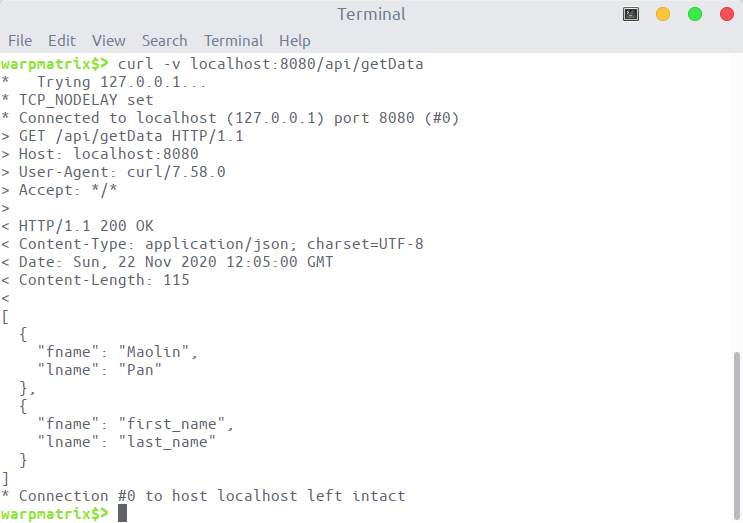 Terminal
File Edit View Search Terminal Help
warpmatrix$> curl -v localhost:8080/api/getData
*   Trying 127.0.0.1...
* TCP_NODELAY set
* Connected to localhost (127.0.0.1) port 8080 (#0)
> GET /api/getData HTTP/1.1
> Host: localhost:8080
> User-Agent: curl/7.58.0
> Accept: */*
>
< HTTP/1.1 200 OK
< Content-Type: application/json; charset=UTF-8
< Date: Sun, 22 Nov 2020 12:05:00 GMT
< Content-Length: 115
<
[
  {
    "fname": "Maolin",
    "lname": "Pan"
  },
  {
    "fname": "first_name",
    "lname": "last_name"
  }
]
* Connection #0 to host localhost left intact
warpmatrix$>